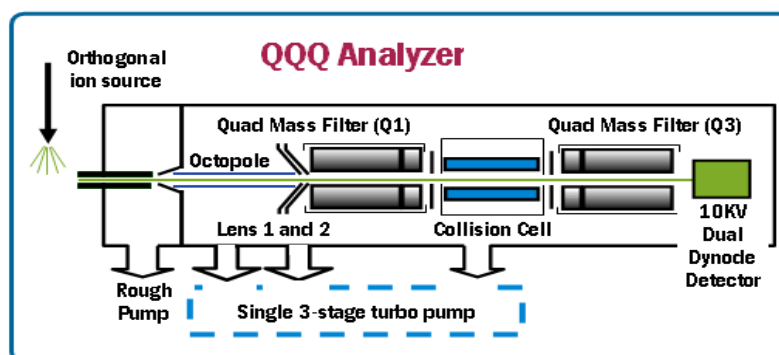 QQQ Analyzer
Orthogonal
ion source
Quad Mass Filter (Q1)
Quad Mass Filter (Q3)
Octopole
Lens 1 and 2
Collision Cell
10KV
Dual
Dynode
Detector
Rough
Pump
Single 3-stage turbo pump